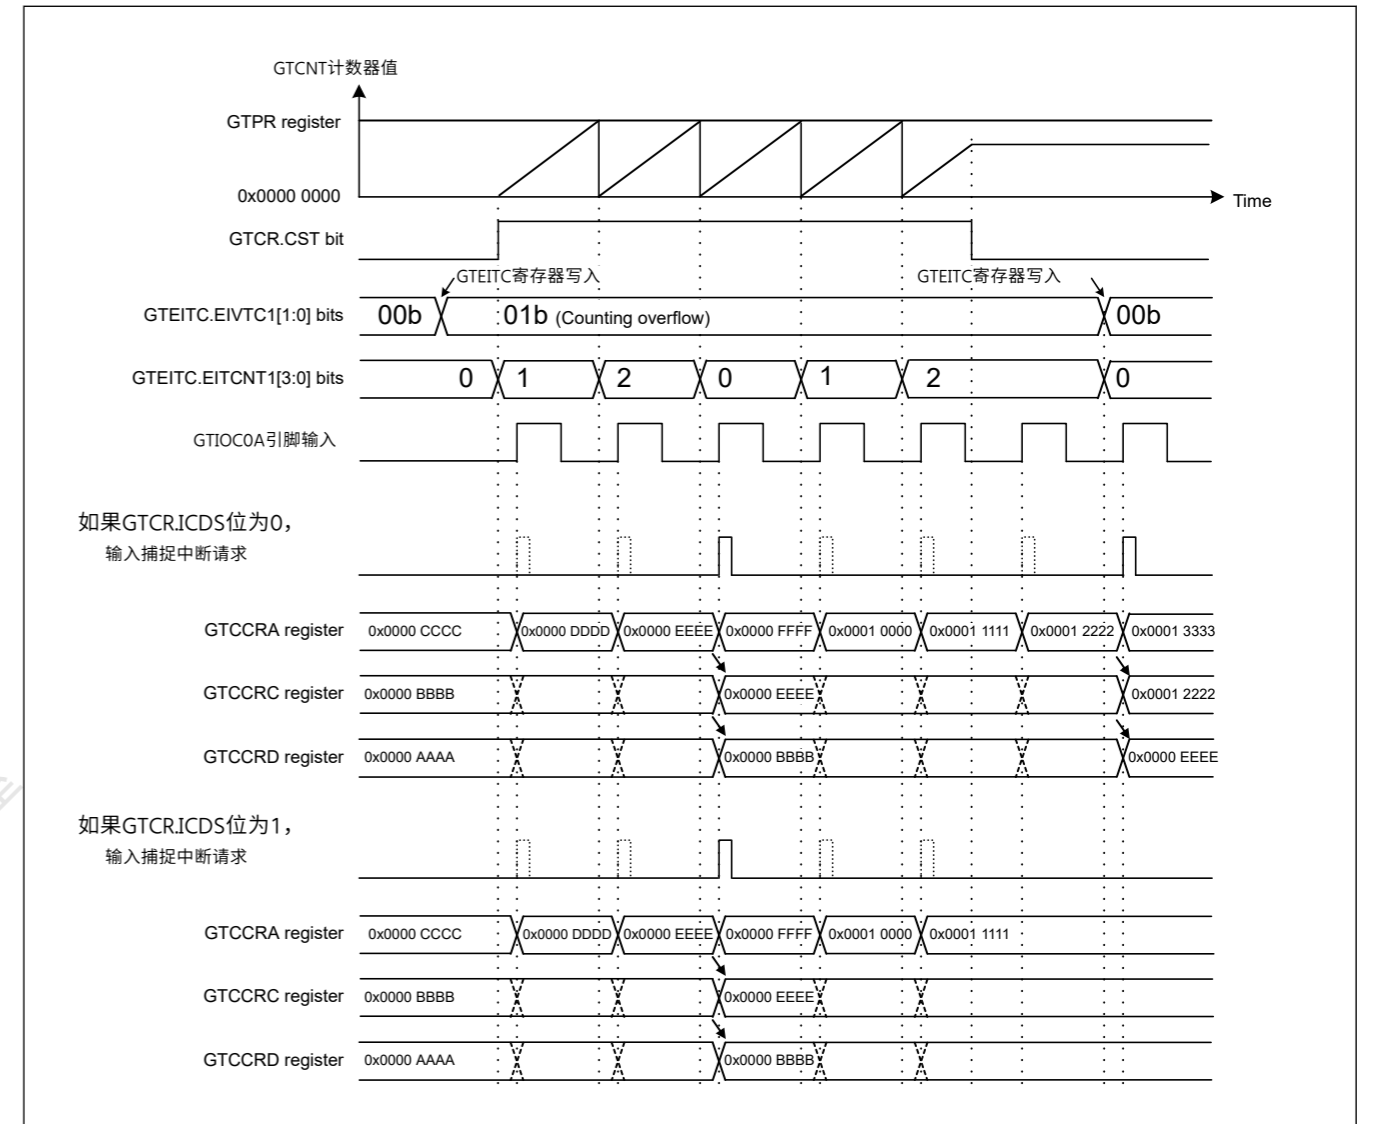 GTCNT计数器值
GTPR register
0x0000 0000
Time
GTCR.CST bit
GTEITC寄存器写入 GTEITC寄存器写入
GTEITC.EIVTC1[1:0] bits 00b 01b (Counting overflow) 00b
GTEITC.EITCNT1[3:0] bits 0 1 2 0 1 2 0
GTIOC0A引脚输入
如果GTCR.ICDS位为0，
输入捕捉中断请求
GTCCRA register 0x0000 CCCC 0x0000 DDDD 0x0000 EEEE 0x0000 FFFF 0x0001 0000 0x0001 1111 0x0001 2222 0x0001 3333
GTCCRC register 0x0000 BBBB 0x0000 EEEE 0x0001 2222
GTCCRD register 0x0000 AAAA 0x0000 BBBB 0x0000 EEEE
如果GTCR.ICDS位为1，
输入捕捉中断请求
GTCCRA register 0x0000 CCCC 0x0000 DDDD 0x0000 EEEE 0x0000 FFFF 0x0001 0000 0x0001 1111
GTCCRC register 0x0000 BBBB 0x0000 EEEE
GTCCRD register 0x0000 AAAA 0x0000 BBBB